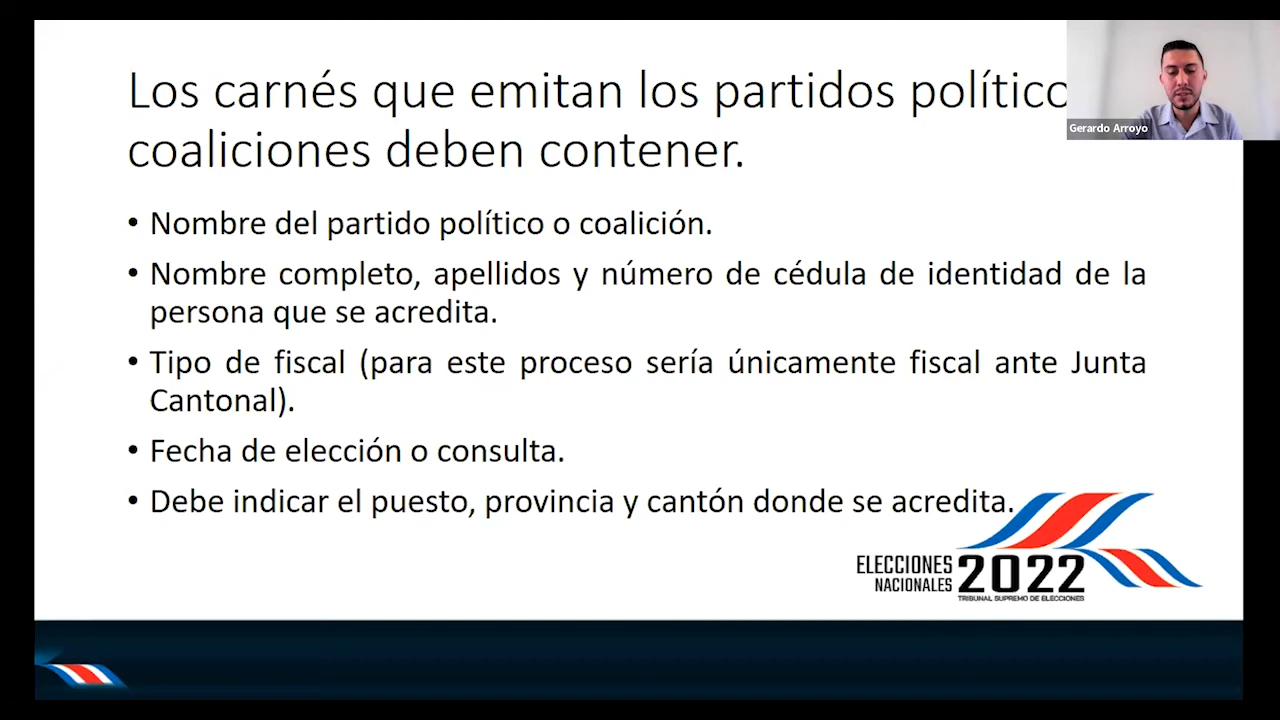 Los carnés que emitan los partidos político
coaliciones deben contener.
Gerardo Arroyo
• Nombre del partido político o coalición.
• Nombre completo, apellidos y número de cédula de identidad de la
persona que se acredita.
• Tipo de fiscal (para este proceso sería únicamente fiscal ante Junta
Cantonal).
• Fecha de elección o consulta.
• Debe indicar el puesto, provincia y cantón donde se acredita.
ELECCIONES
NACIONALES
2022
TRIBUNAL SUPREMO DE ELECCIONES